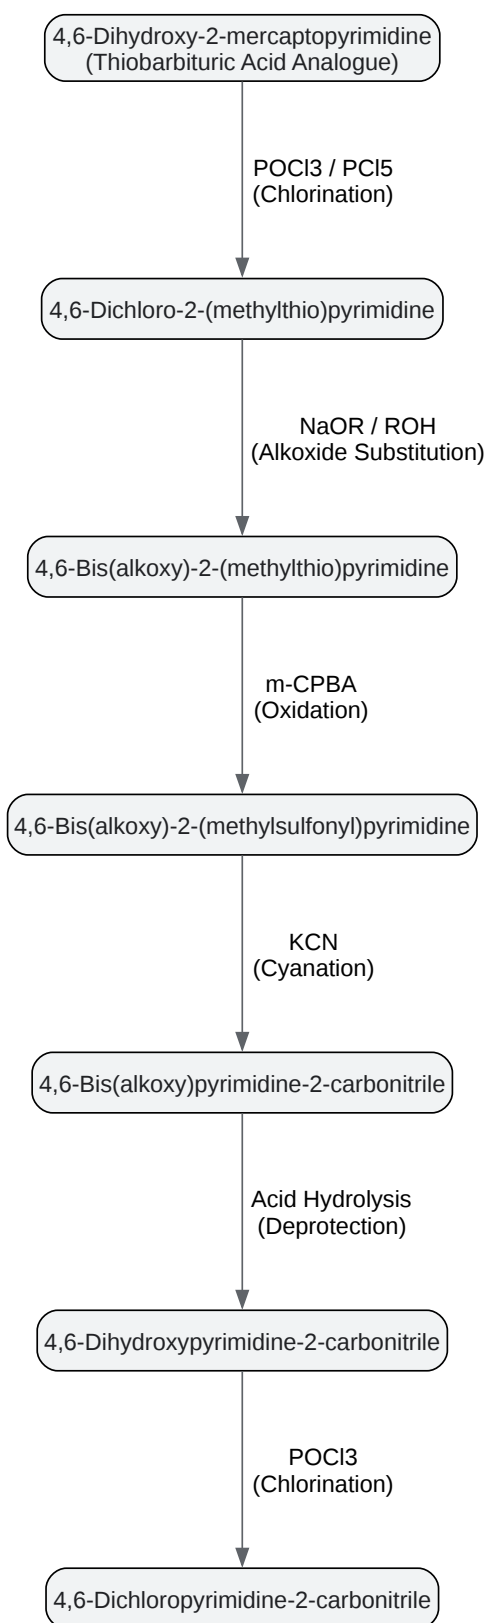 4,6-Dihydroxy-2-mercaptopyrimidine
(Thiobarbituric Acid Analogue)
POCl3 / PCl5
(Chlorination)
4,6-Dichloro-2-(methylthio)pyrimidine
NaOR / ROH
(Alkoxide Substitution)
4,6-Bis(alkoxy)-2-(methylthio)pyrimidine
m-CPBA
(Oxidation)
4,6-Bis(alkoxy)-2-(methylsulfonyl)pyrimidine
KCN
(Cyanation)
4,6-Bis(alkoxy)pyrimidine-2-carbonitrile
Acid Hydrolysis
(Deprotection)
4,6-Dihydroxypyrimidine-2-carbonitrile
POCl3
(Chlorination)
4,6-Dichloropyrimidine-2-carbonitrile